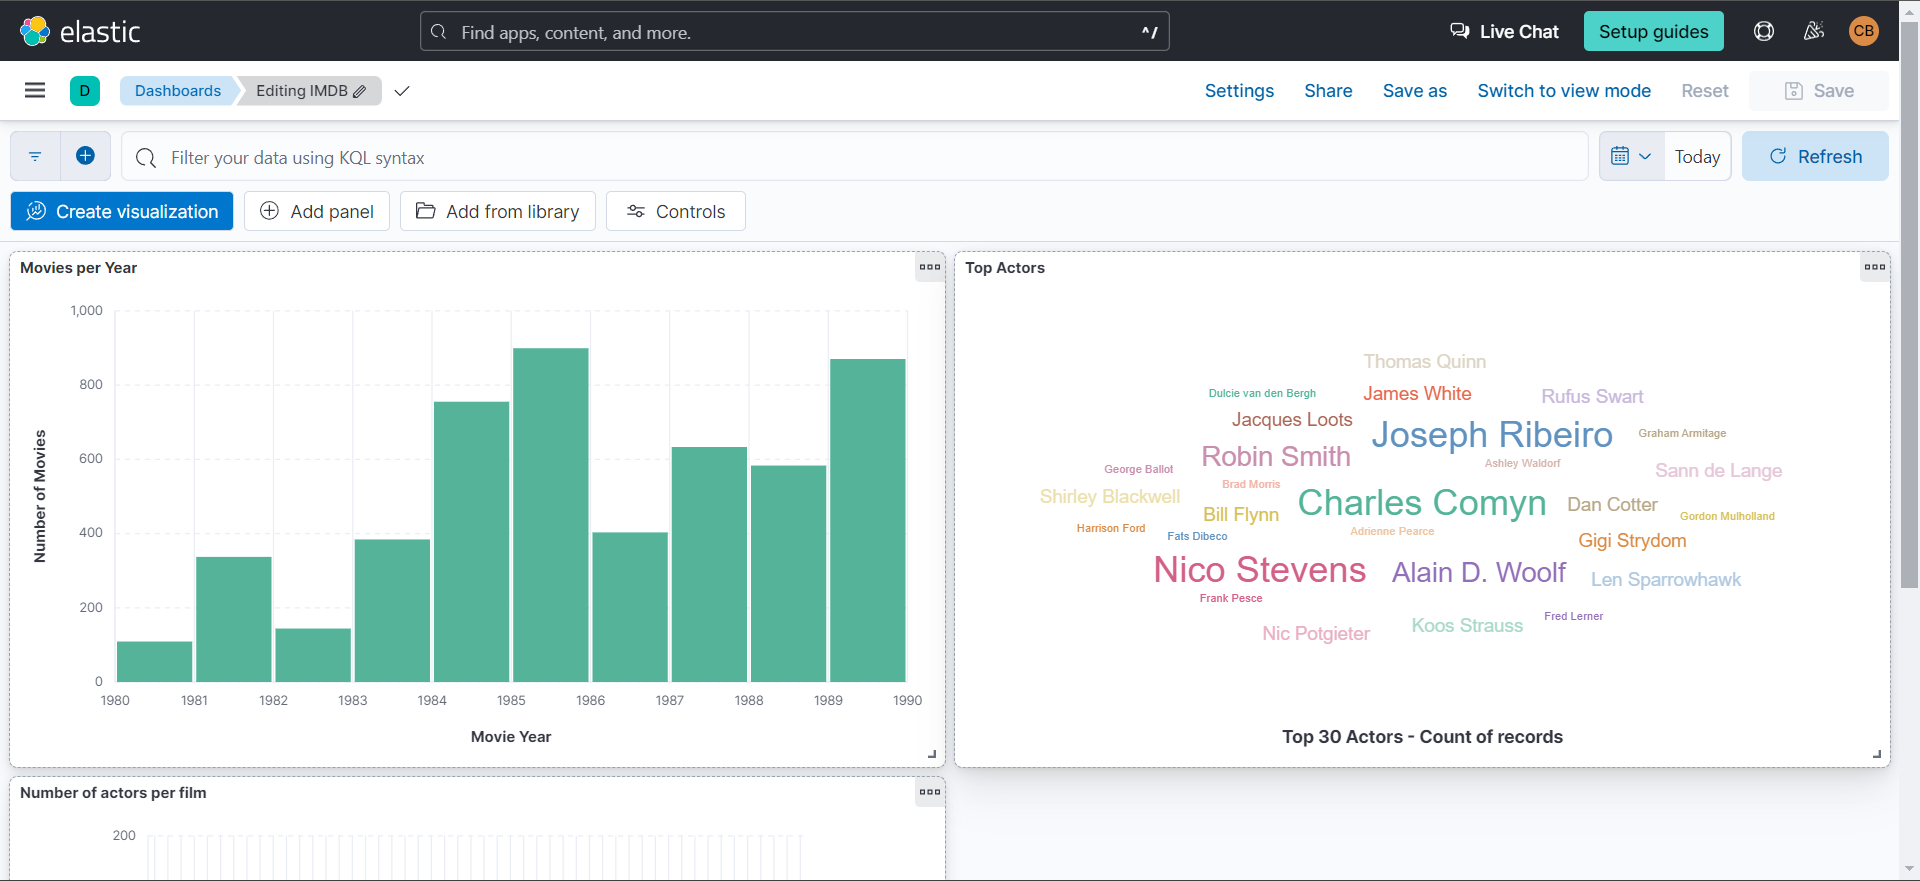 elastic
Find apps, content, and more.
^/
Live Chat
Setup guides
CB
D
Dashboards
Editing IMDB
Settings
Share
Save as
Switch to view mode
Reset
Save
Filter your data using KQL syntax
Today
Refresh
Create visualization
Add panel
Add from library
Controls
Movies per Year
1,000
800
600
400
200
0
Number of Movies
1980 1981 1982 1983 1984 1985 1986 1987 1988 1989 1990
Movie Year
Top Actors
Thomas Quinn
Dulcie van den Bergh
James White
Rufus Swart
Jacques Loots
Joseph Ribeiro
Graham Armitage
Robin Smith
Ashley Waldorf
George Ballot
Sann de Lange
Brad Morris
Shirley Blackwell
Charles Comyn
Dan Cotter
Bill Flynn
Gordon Mulholland
Harrison Ford
Adrienne Pearce
Fats Dibeco
Gigi Strydom
Nico Stevens
Alain D. Woolf
Len Sparrowhawk
Frank Pesce
Fred Lerner
Nic Potgieter
Koos Strauss
Top 30 Actors - Count of records
Number of actors per film
200